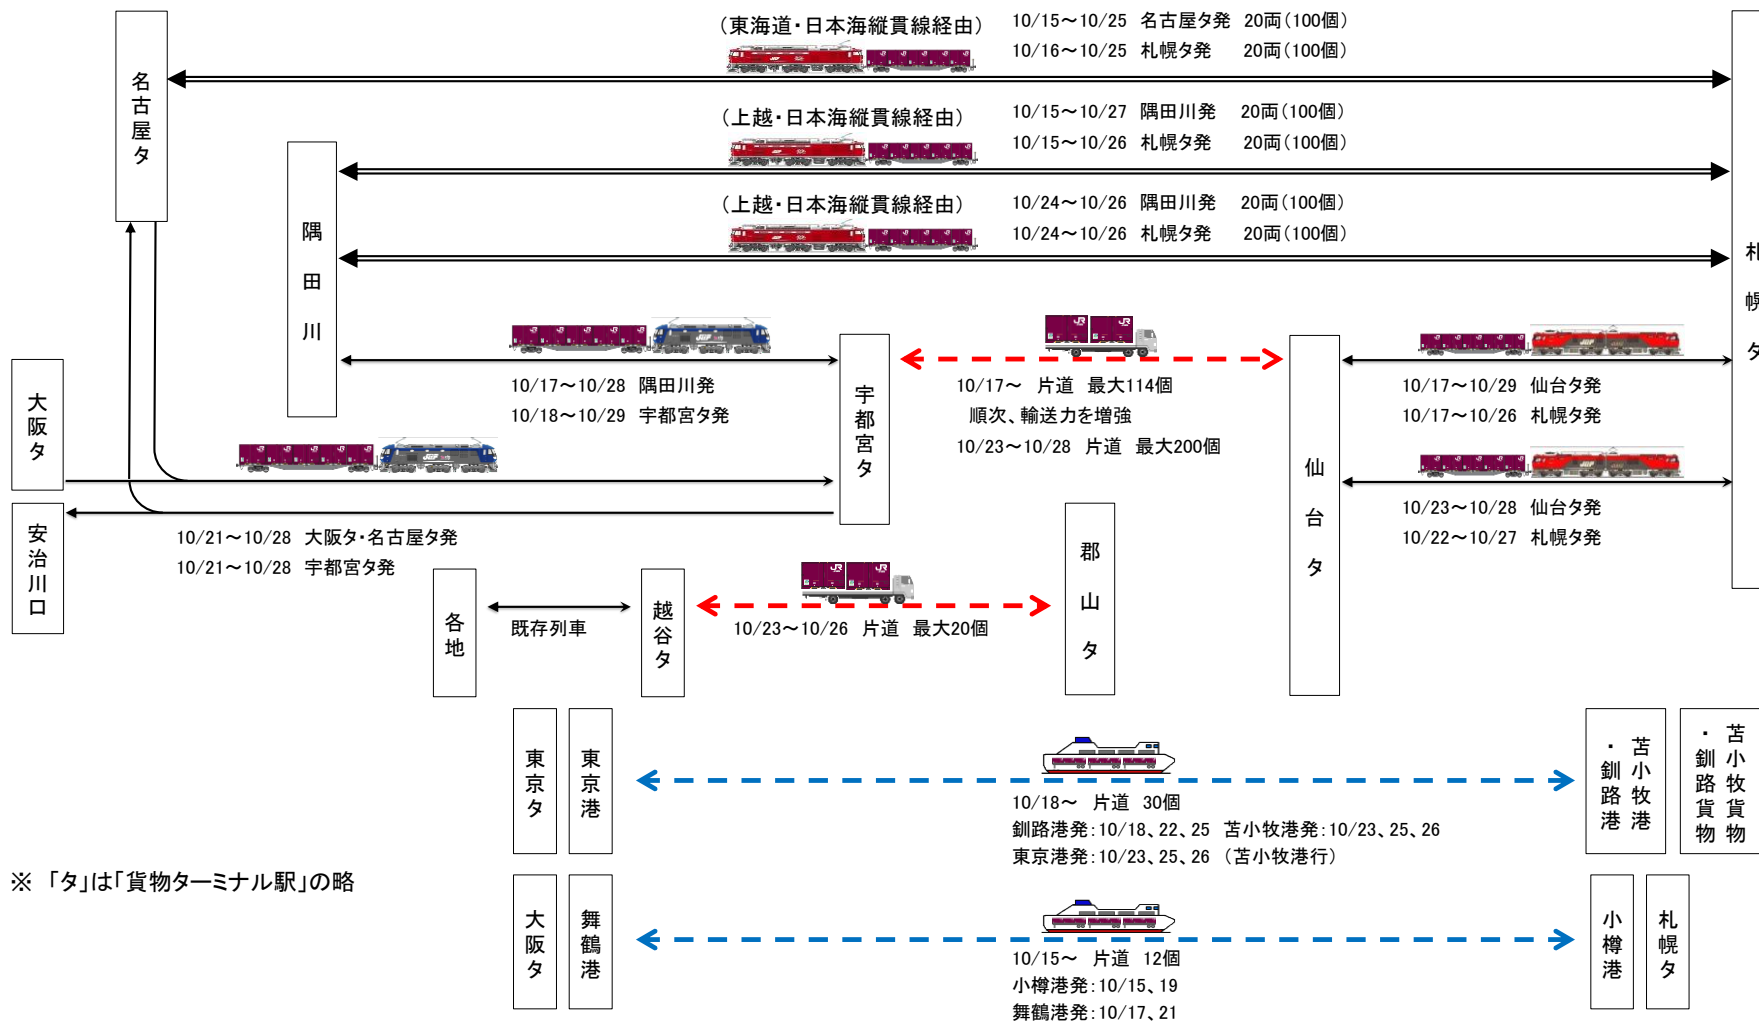 (東海道・日本海縦貫線経由)
10/15～10/25 名古屋タ発 20両(100個)
10/16～10/25 札幌タ発 20両(100個)
名古屋タ
(上越・日本海縦貫線経由)
10/15～10/27 隅田川発 20両(100個)
10/15～10/26 札幌タ発 20両(100個)
隅田川
(上越・日本海縦貫線経由)
10/24～10/26 隅田川発 20両(100個)
10/24～10/26 札幌タ発 20両(100個)
札幌タ
10/17～10/28 隅田川発
10/18～10/29 宇都宮タ発
宇都宮タ
10/17～ 片道 最大114個
順次、輸送力を増強
10/23～10/28 片道 最大200個
仙台タ
10/17～10/29 仙台タ発
10/17～10/26 札幌タ発
10/23～10/28 仙台タ発
10/22～10/27 札幌タ発
大阪タ
安治川口
10/21～10/28 大阪タ・名古屋タ発
10/21～10/28 宇都宮タ発
各地
既存列車
越谷タ
10/23～10/26 片道 最大20個
郡山タ
東京タ
東京港
10/18～ 片道 30個
釧路港発:10/18、22、25 苫小牧港発:10/23、25、26
東京港発:10/23、25、26 (苫小牧港行)
苫小牧港
・釧路港
苫小牧貨物
・釧路貨物
※ 「タ」は「貨物ターミナル駅」の略
大阪タ
舞鶴港
10/15～ 片道 12個
小樽港発:10/15、19
舞鶴港発:10/17、21
小樽港
札幌タ